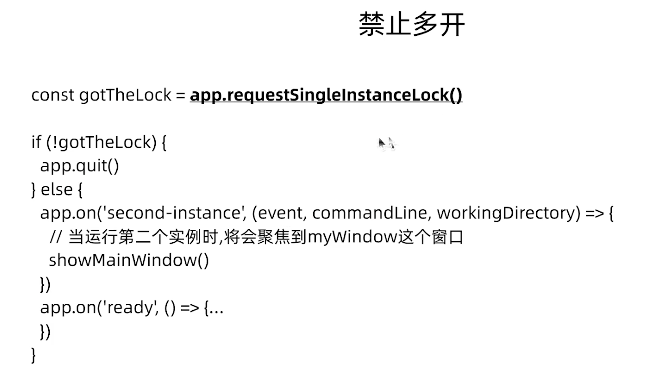 禁止多开
const gotTheLock = app.requestSingleInstanceLock()
if (!gotTheLock) {
app.quit()
} else {
app.on('second-instance', (event, commandLine, workingDirectory) => {
// 当运行第二个实例时,将会聚焦到myWindow这个窗口
showMainWindow()
})
app.on('ready', () => {...
})
}